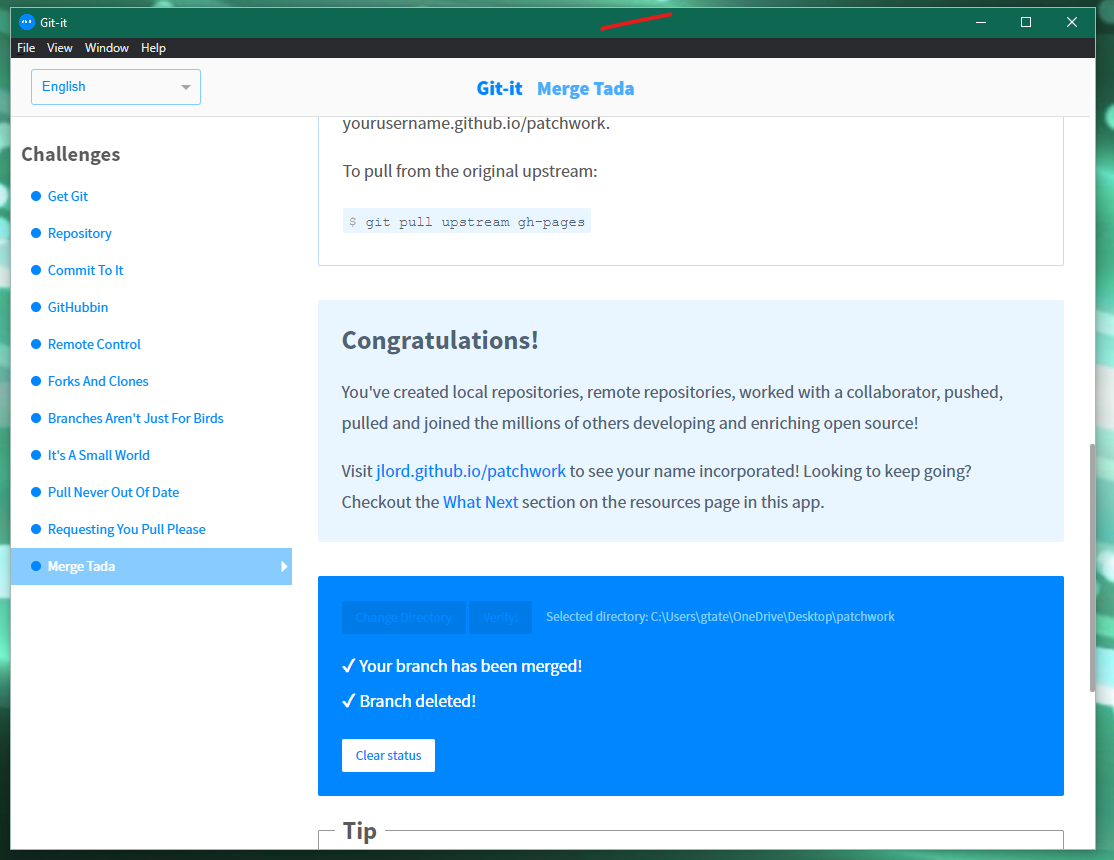 Git-it
File View Window Help
English
Git-it Merge Tada
Challenges
Get Git
Repository
Commit To It
GitHubbin
Remote Control
Forks And Clones
Branches Aren't Just For Birds
It's A Small World
Pull Never Out Of Date
Requesting You Pull Please
Merge Tada
yourusername.github.io/patchwork.
To pull from the original upstream:
$ git pull upstream gh-pages
Congratulations!
You've created local repositories, remote repositories, worked with a collaborator, pushed,
pulled and joined the millions of others developing and enriching open source!
Visit jlord.github.io/patchwork to see your name incorporated! Looking to keep going?
Checkout the What Next section on the resources page in this app.
Change Directory Verify! Selected directory: C:\Users\gtate\OneDrive\Desktop\patchwork
✓ Your branch has been merged!
✓ Branch deleted!
Clear status
Tip